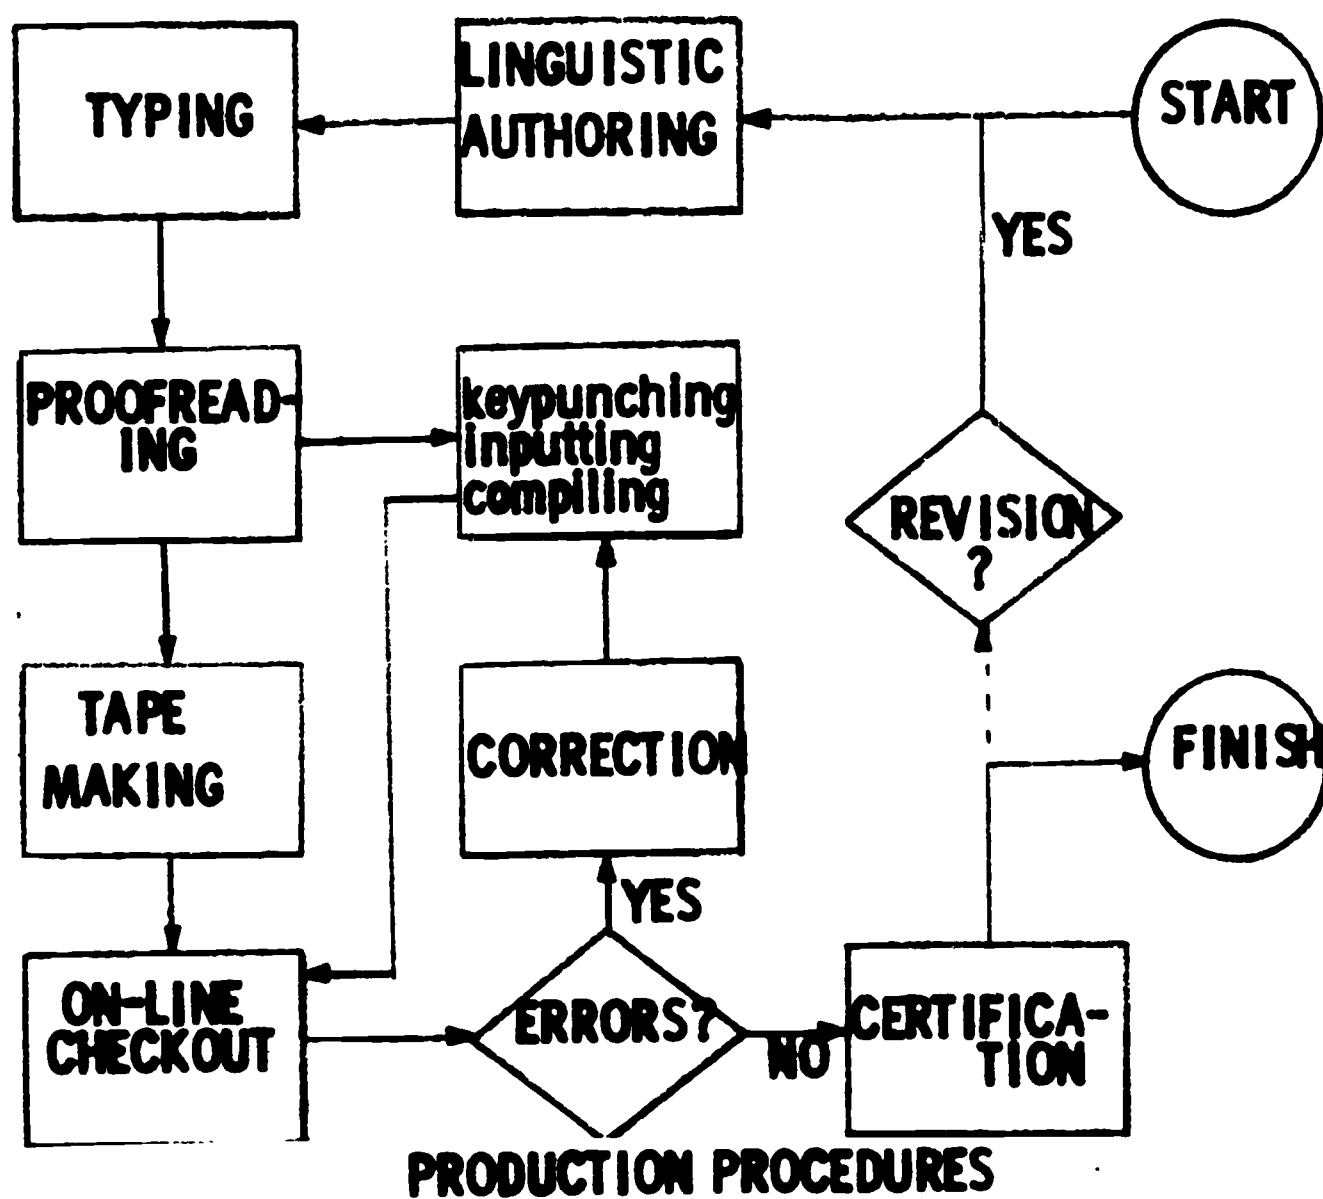 TYPING
LINGUISTIC
AUTHORING
START
YES
PROOFREAD-
ING
keypunching
inputting
compiling
REVISION
?
TAPE
MAKING
CORRECTION
FINISH
YES
ON-LINE
CHECKOUT
ERRORS?
NO
CERTIFICA-
TION
PRODUCTION PROCEDURES